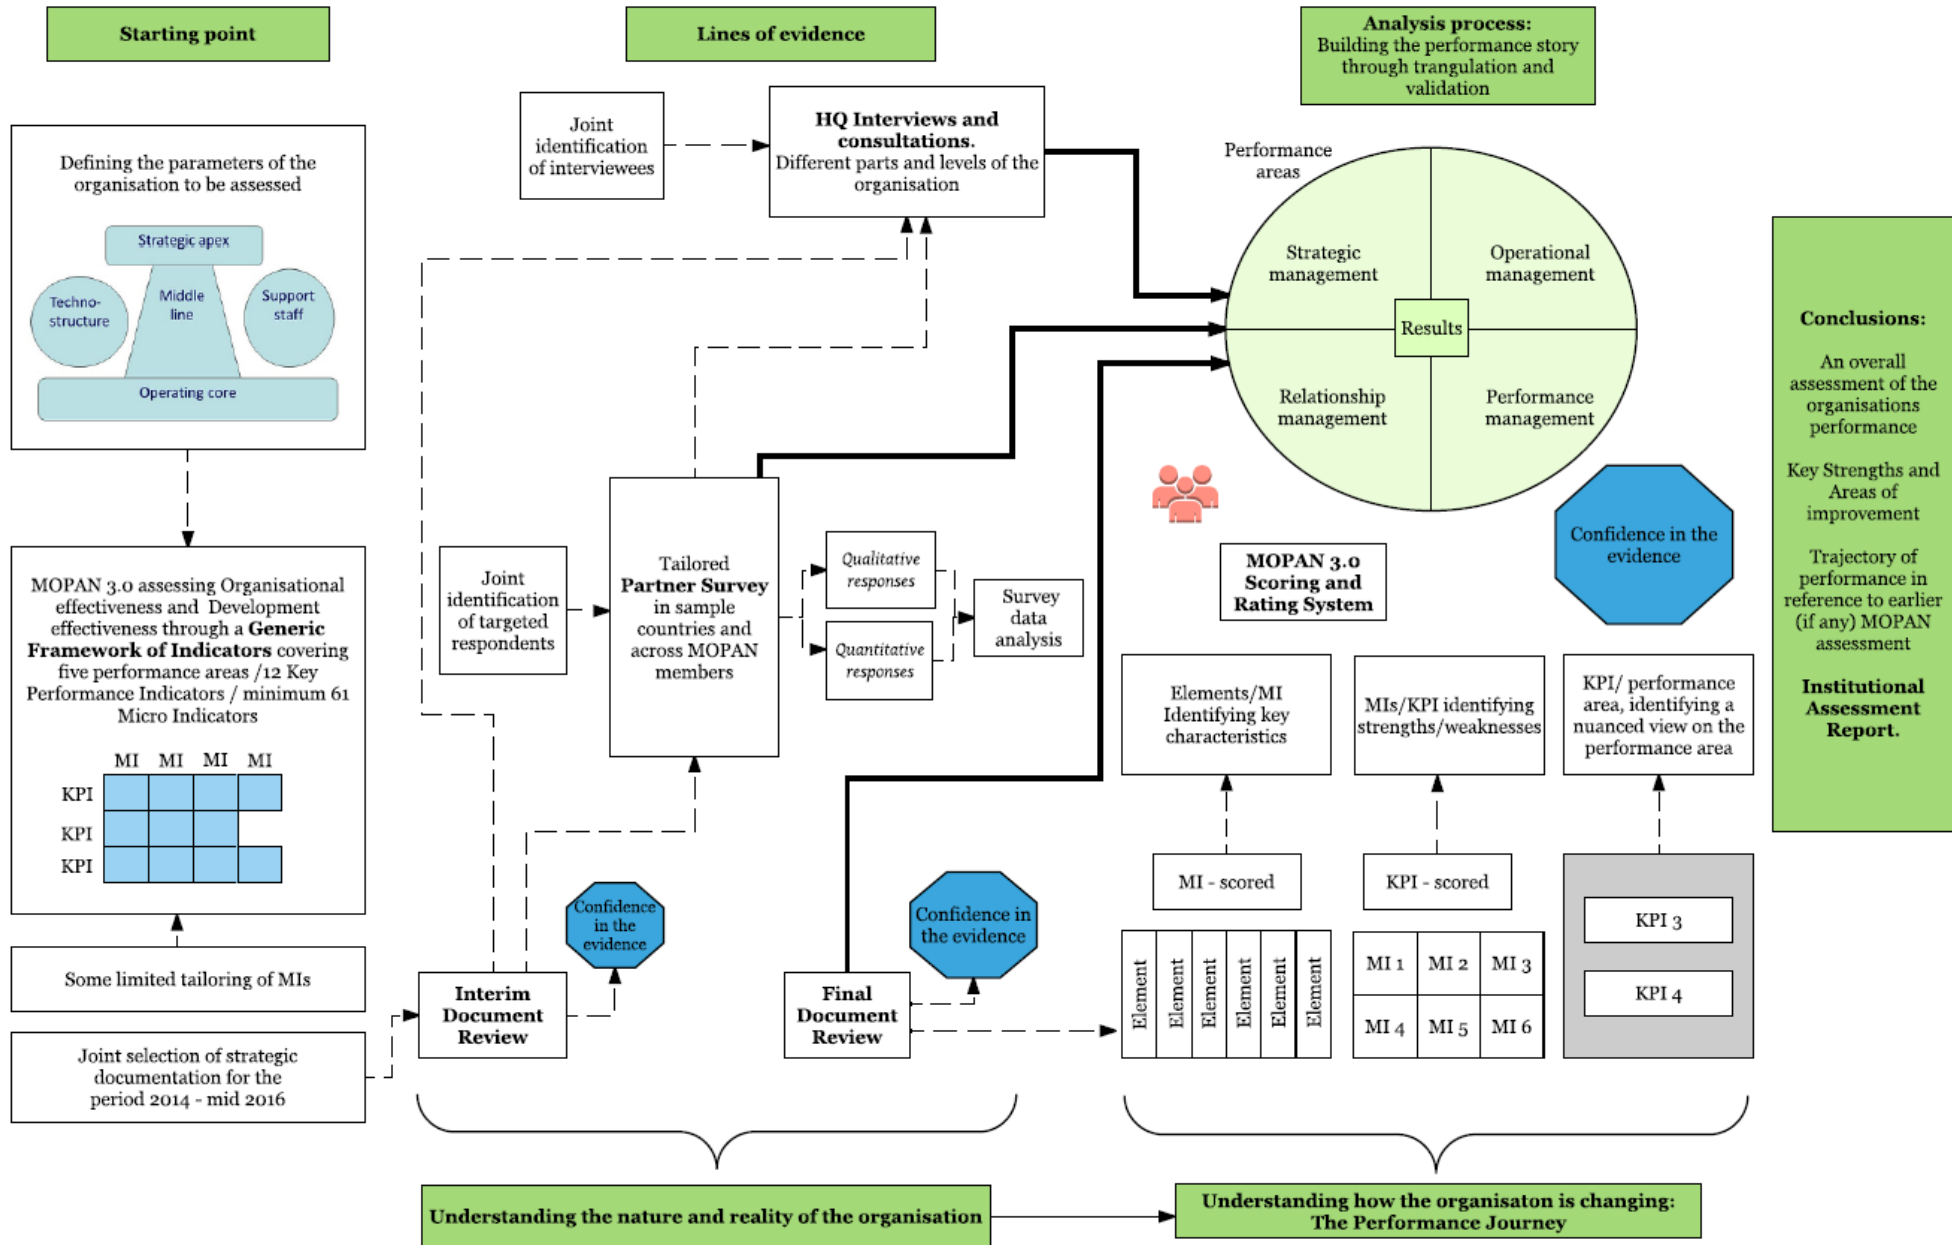 Starting point
Defining the parameters of the
organisation to be assessed
Strategic apex
Techno-
structure
Middle
line
Support
staff
Operating core
MOPAN 3.0 assessing Organisational
effectiveness and Development
effectiveness through a Generic
Framework of Indicators covering
five performance areas /12 Key
Performance Indicators / minimum 61
Micro Indicators
MI MI MI MI
KPI
KPI
KPI
Some limited tailoring of MIs
Joint selection of strategic
documentation for the
period 2014 - mid 2016
Lines of evidence
Joint
identification
of interviewees
HQ Interviews and
consultations.
Different parts and levels of the
organisation
Joint
identification
of targeted
respondents
Tailored
Partner Survey
in sample
countries and
across MOPAN
members
Qualitative
responses
Quantitative
responses
Survey
data
analysis
Confidence
in the
evidence
Interim
Document
Review
Confidence in
the evidence
Final
Document
Review
Analysis process:
Building the performance story
through trangulation and
validation
Performance
areas
Strategic
management
Operational
management
Results
Relationship
management
Performance
management
Confidence in the
evidence
MOPAN 3.0
Scoring and
Rating System
Elements/MI
Identifying key
characteristics
MIs/KPI identifying
strengths/weaknesses
KPI/ performance
area, identifying a
nuanced view on the
performance area
MI - scored
KPI - scored
Element
Element
Element
Element
Element
Element
MI 1 MI 2 MI 3
MI 4 MI 5 MI 6
KPI 3
KPI 4
Conclusions:
An overall
assessment of the
organisations
performance
Key Strengths and
Areas of
improvement
Trajectory of
performance in
reference to earlier
(if any) MOPAN
assessment
Institutional
Assessment
Report.
Understanding the nature and reality of the organisation
Understanding how the organisaton is changing:
The Performance Journey